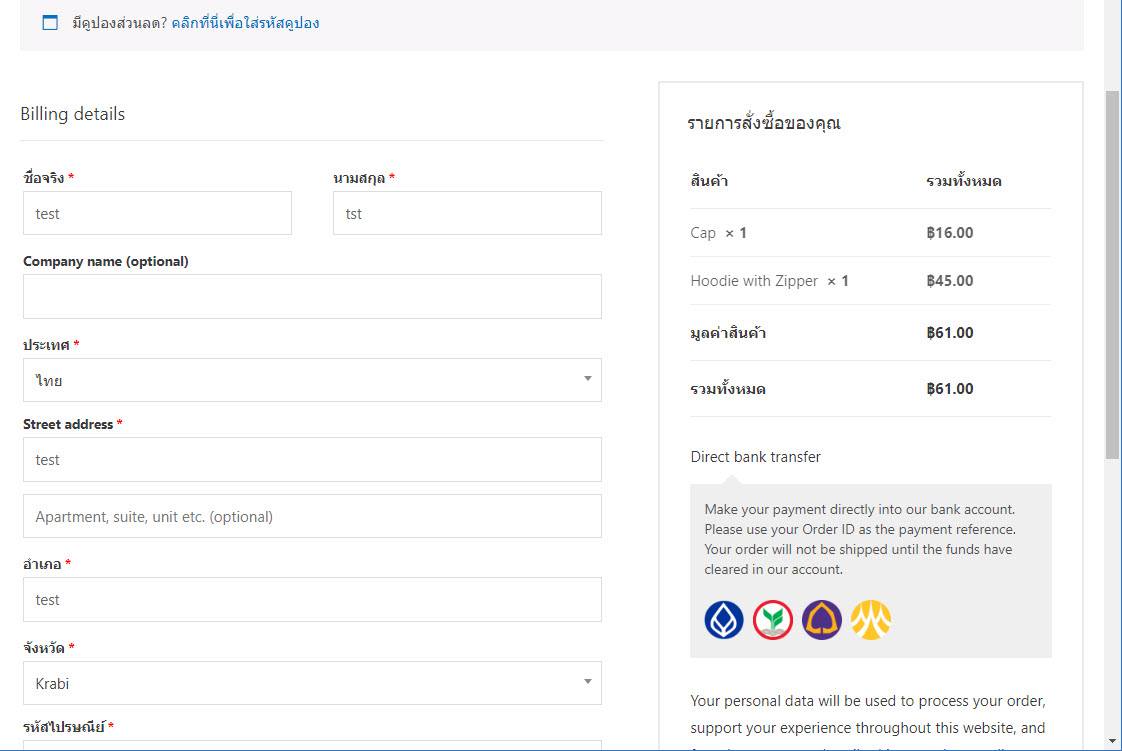 มีคูปองส่วนลด? คลิกที่นี่เพื่อใส่รหัสคูปอง
Billing details
ชื่อจริง *
นามสกุล *
test
tst
Company name (optional)
ประเทศ *
ไทย
Street address *
test
Apartment, suite, unit etc. (optional)
อำเภอ *
test
จังหวัด *
Krabi
รหัสไปรษณีย์ *
รายการสั่งซื้อของคุณ
สินค้า รวมทั้งหมด
Cap × 1 ฿16.00
Hoodie with Zipper × 1 ฿45.00
มูลค่าสินค้า ฿61.00
รวมทั้งหมด ฿61.00
Direct bank transfer
Make your payment directly into our bank account.
Please use your Order ID as the payment reference.
Your order will not be shipped until the funds have
cleared in our account.
Your personal data will be used to process your order,
support your experience throughout this website, and